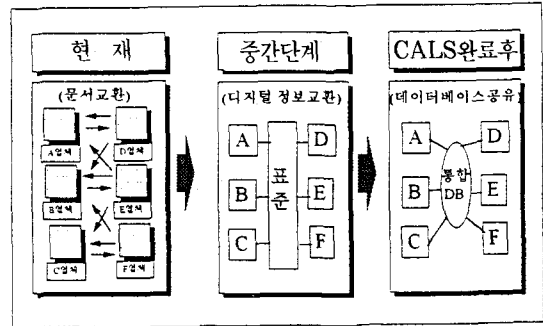 현 재
(문서교환)
A업체 D업체
B업체 E업체
C업체 F업체
중간단계
(디지털 정보교환)
A D
B E
C F
표준
CALS완료후
(데이터베이스공유)
A D
B E
C F
통합
DB